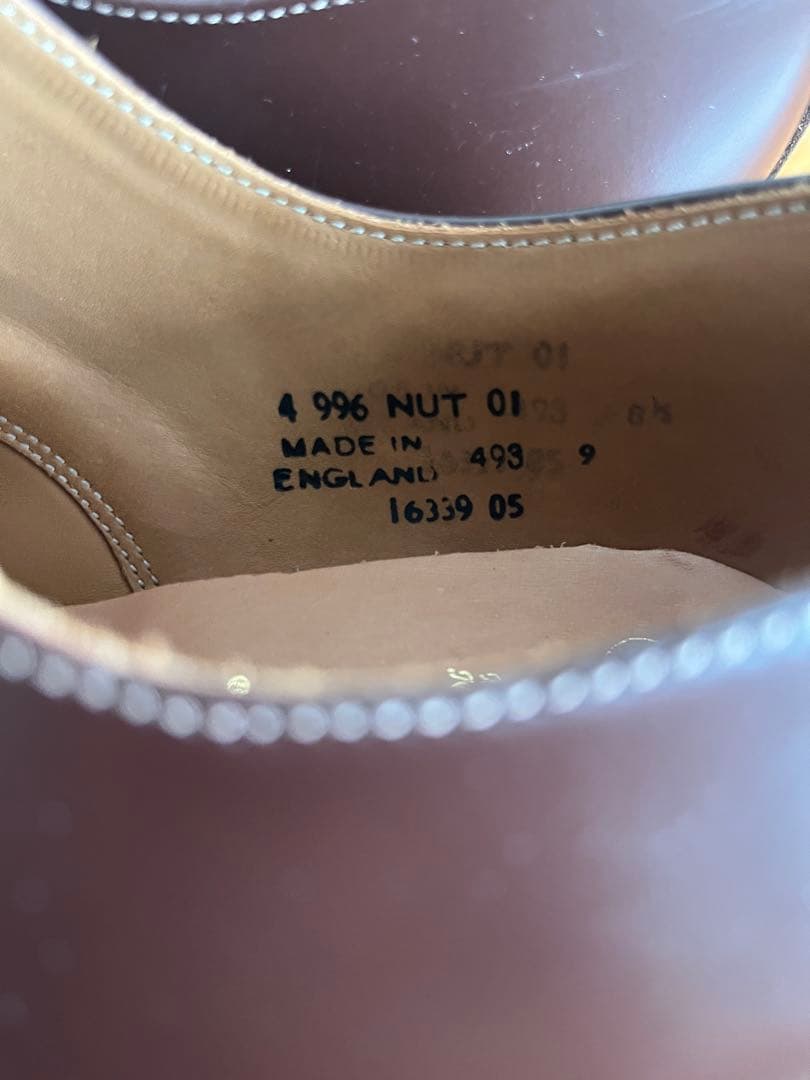 4 996 NUT 01
MADE IN
ENGLAND 493 9
16339 05